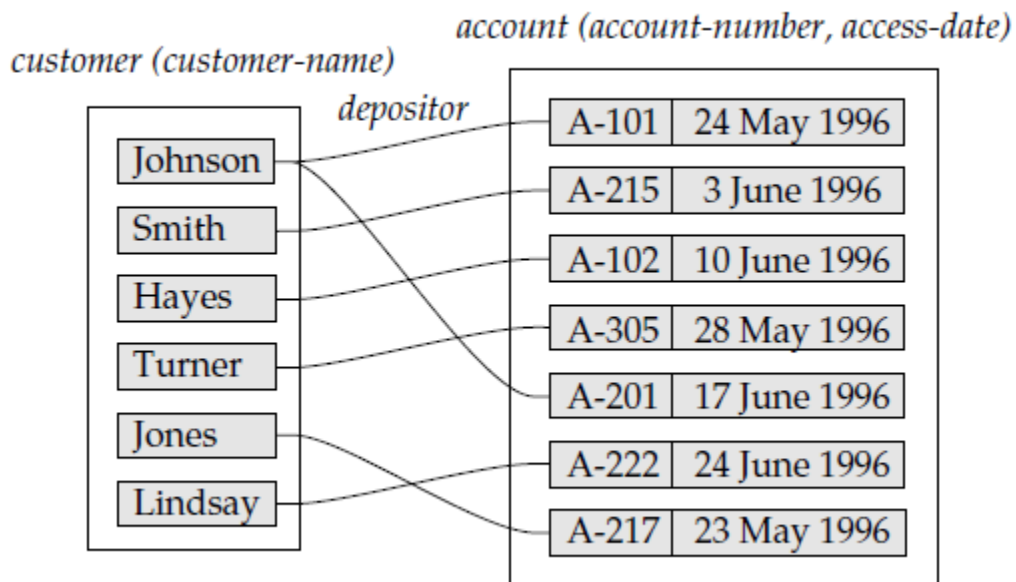 account (account-number, access-date)
customer (customer-name)
depositor
Johnson
Smith
Hayes
Turner
Jones
Lindsay
A-101 24 May 1996
A-215 3 June 1996
A-102 10 June 1996
A-305 28 May 1996
A-201 17 June 1996
A-222 24 June 1996
A-217 23 May 1996